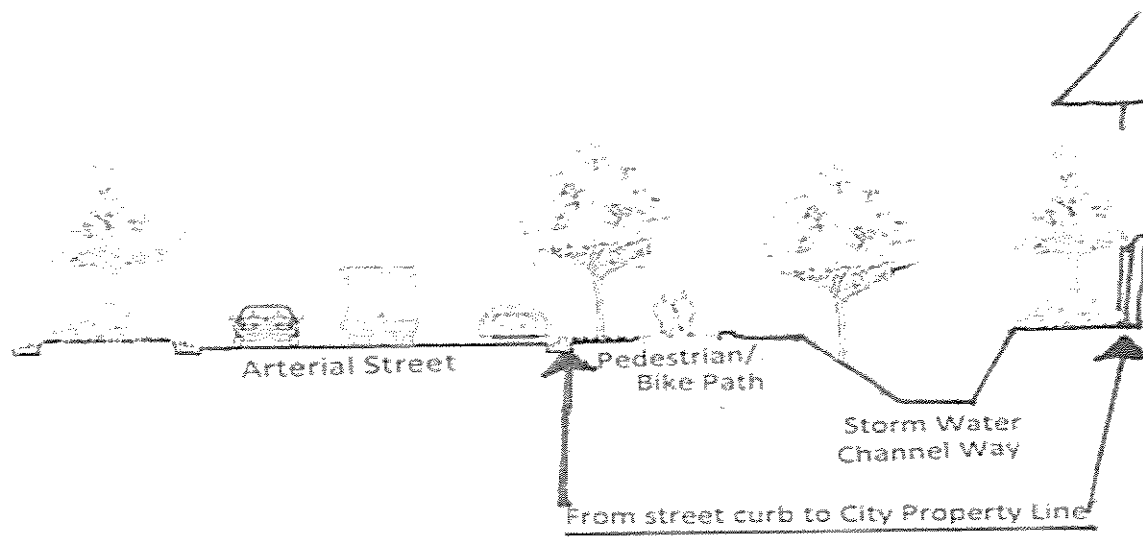 Arterial Street
Pedestrian/
Bike Path
Storm Water
Channel Way
From street curb to City Property Line